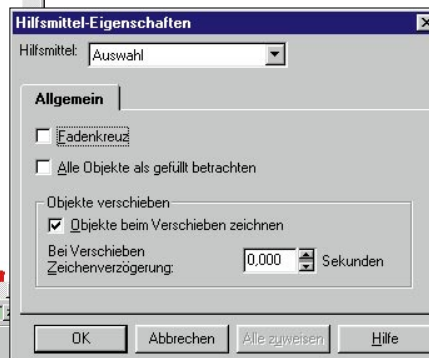 Hilfsmittel-Eigenschaften
Hilfsmittel: Auswahl
Allgemein
Fadenkreuz
Alle Objekte als gefüllt betrachten
Objekte verschieben
Objekte beim Verschieben zeichnen
Bei Verschieben
Zeichenverzögerung: 0,000 Sekunden
OK Abbrechen Alle zuweisen Hilfe